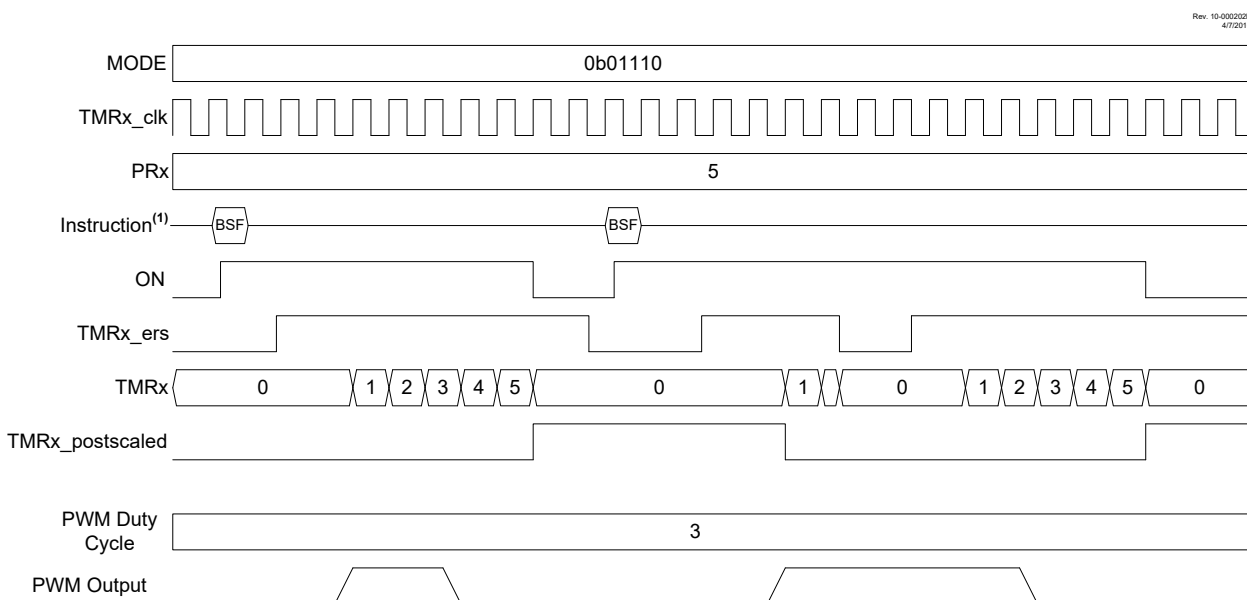 Rev. 10-000202
4/7/201
MODE 0b01110
TMRx_clk
PRx 5
Instruction(1) BSF BSF
ON
TMRx_ers
TMRx 0 1 2 3 4 5 0 1 0 1 2 3 4 5 0
TMRx_postscaled
PWM Duty
Cycle 3
PWM Output